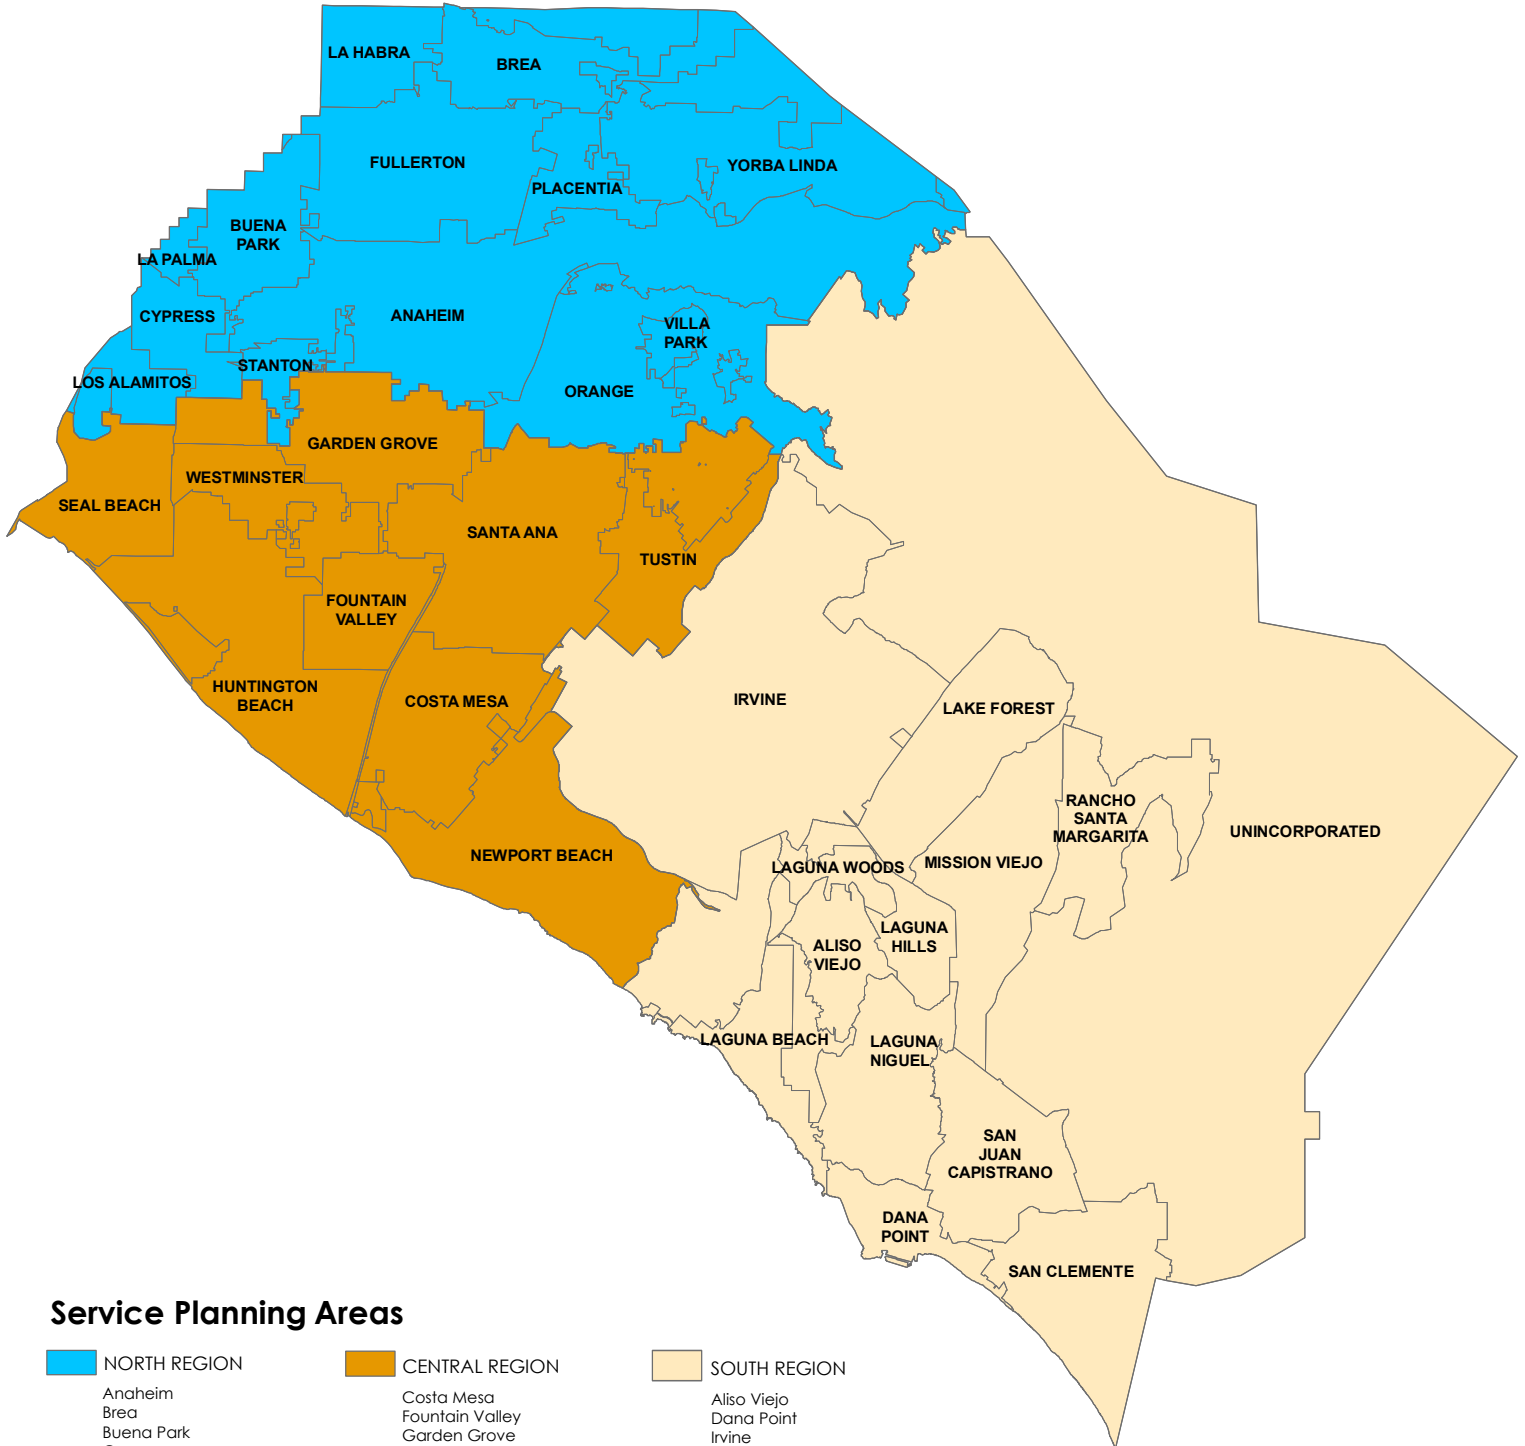 LA HABRA
BREA
FULLERTON
YORBA LINDA
PLACENTIA
BUENA
PARK
LA PALMA
CYPRESS
ANAHEIM
VILLA
PARK
STANTON
LOS ALAMITOS
ORANGE
GARDEN GROVE
WESTMINSTER
SEAL BEACH
SANTA ANA
TUSTIN
FOUNTAIN
VALLEY
HUNTINGTON
BEACH
COSTA MESA
IRVINE
LAKE FOREST
RANCHO
SANTA
MARGARITA
UNINCORPORATED
NEWPORT BEACH
LAGUNA WOODS
MISSION VIEJO
LAGUNA
HILLS
ALISO
VIEJO
LAGUNA BEACH
LAGUNA
NIGUEL
SAN
JUAN
CAPISTRANO
DANA
POINT
SAN CLEMENTE
Service Planning Areas
NORTH REGION
Anaheim
Brea
Buena Park
CENTRAL REGION
Costa Mesa
Fountain Valley
Garden Grove
SOUTH REGION
Aliso Viejo
Dana Point
Irvine